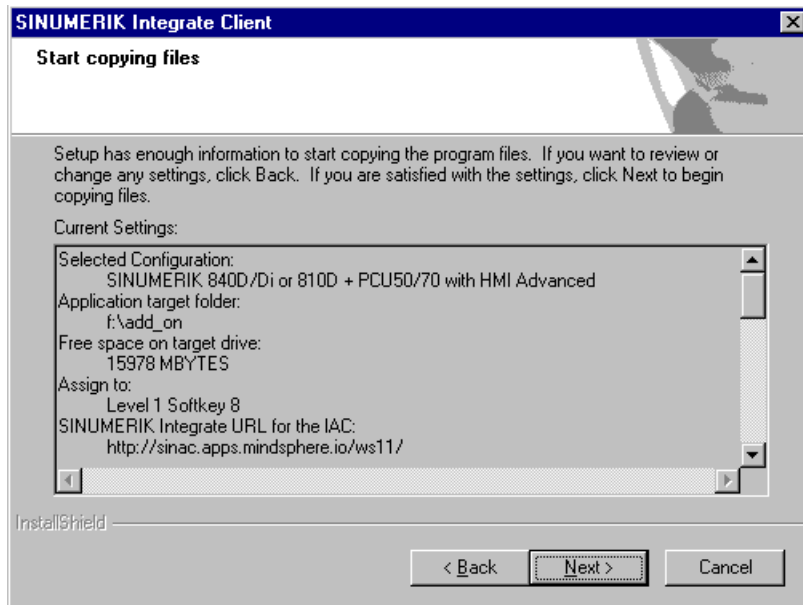 SINUMERIK Integrate Client
Start copying files
Setup has enough information to start copying the program files. If you want to review or
change any settings, click Back. If you are satisfied with the settings, click Next to begin
copying files.
Current Settings:
Selected Configuration:
SINUMERIK 840D/Di or 810D + PCU50/70 with HMI Advanced
Application target folder:
f:\add_on
Free space on target drive:
15978 MBYTES
Assign to:
Level 1 Softkey 8
SINUMERIK Integrate URL for the IAC:
http://sinac.apps.mindsphere.io/ws11/
InstallShield
< Back
Next >
Cancel